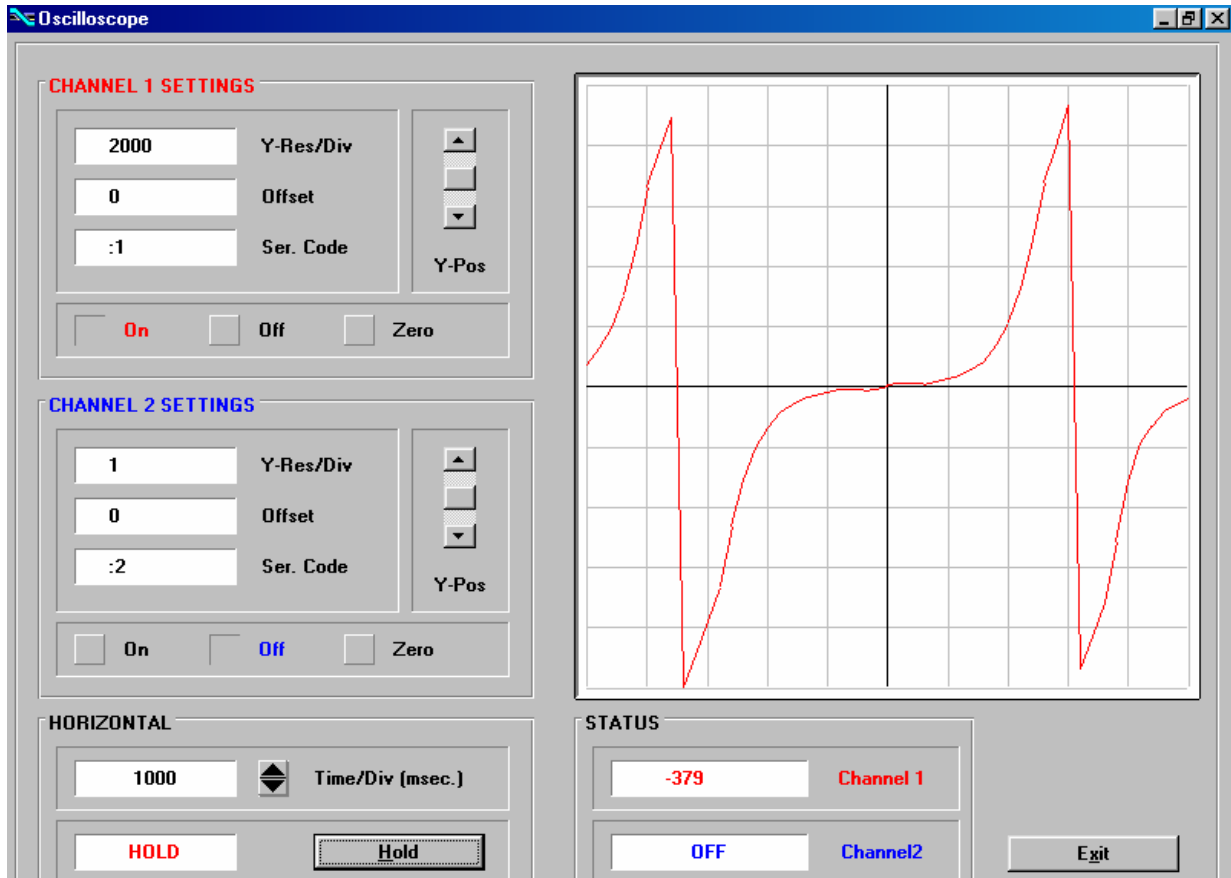 Oscilloscope
CHANNEL 1 SETTINGS
2000 Y-Res/Div
0 Offset
:1 Ser. Code
Y-Pos
On Off Zero
CHANNEL 2 SETTINGS
1 Y-Res/Div
0 Offset
:2 Ser. Code
Y-Pos
On Off Zero
HORIZONTAL
1000 Time/Div (msec.)
HOLD Hold
STATUS
-379 Channel 1
OFF Channel2
Exit